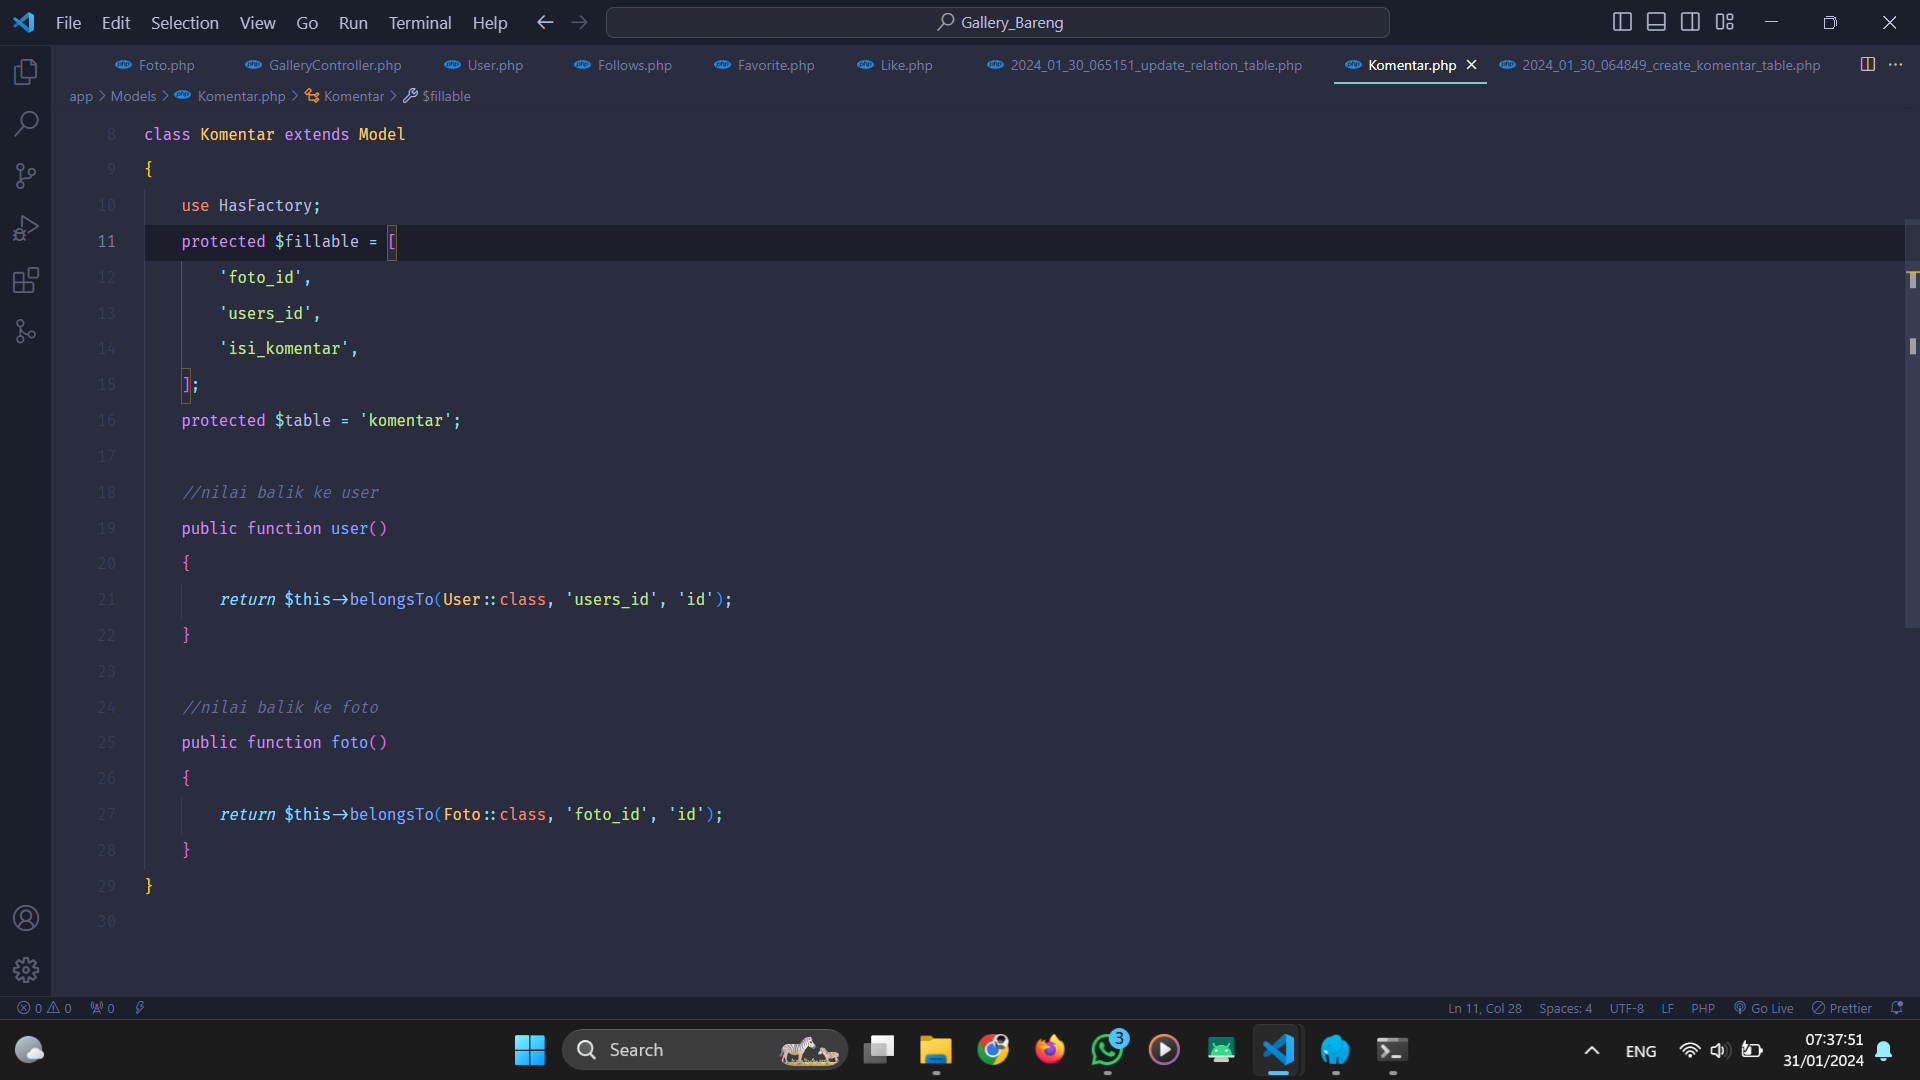 File Edit Selection View Go Run Terminal Help Gallery_Bareng
Foto.php GalleryController.php User.php Follows.php Favorite.php Like.php 2024_01_30_065151_update_relation_table.php Komentar.php 2024_01_30_064849_create_komentar_table.php
app > Models > Komentar.php > Komentar > $fillable
8 class Komentar extends Model
9 {
10 use HasFactory;
11 protected $fillable = [
12 'foto_id',
13 'users_id',
14 'isi_komentar',
15 ];
16 protected $table = 'komentar';
17
18 //nilai balik ke user
19 public function user()
20 {
21 return $this->belongsTo(User::class, 'users_id', 'id');
22 }
23
24 //nilai balik ke foto
25 public function foto()
26 {
27 return $this->belongsTo(Foto::class, 'foto_id', 'id');
28 }
29 }
30
0 0 0 Ln 11, Col 28 Spaces: 4 UTF-8 LF PHP Go Live Prettier
Search 3 ENG 07:37:51
31/01/2024